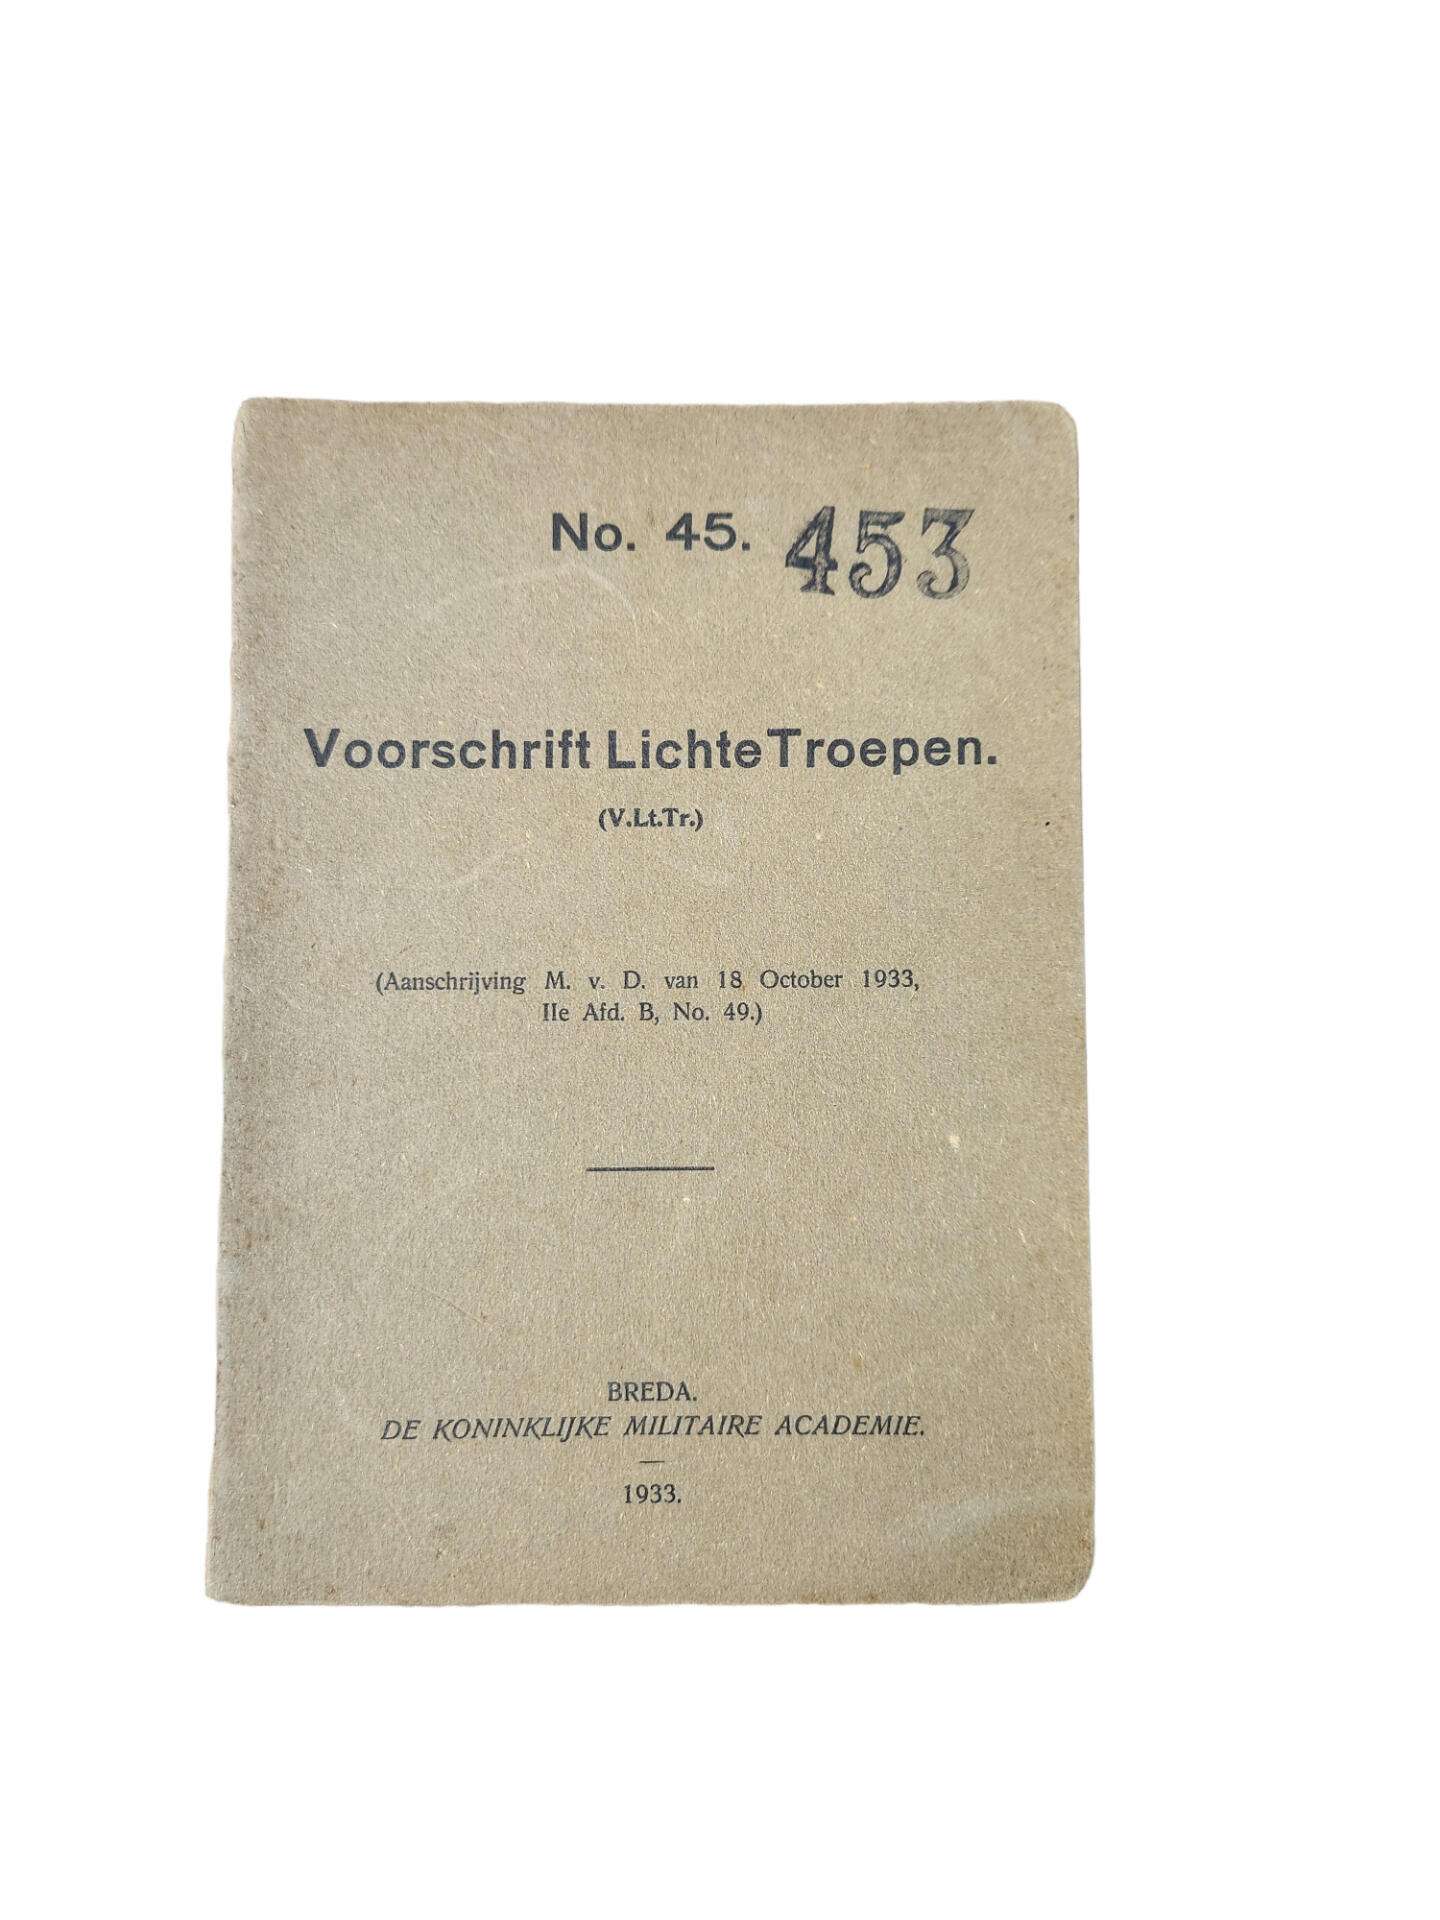 No. 45. 453
Voorschrift Lichte Troepen.
(V.Lt.Tr.)
(Aanschrijving M. v. D. van 18 October 1933,
IIe Afd. B, No. 49.)
BREDA.
DE KONINKLIJKE MILITAIRE ACADEMIE.
1933.